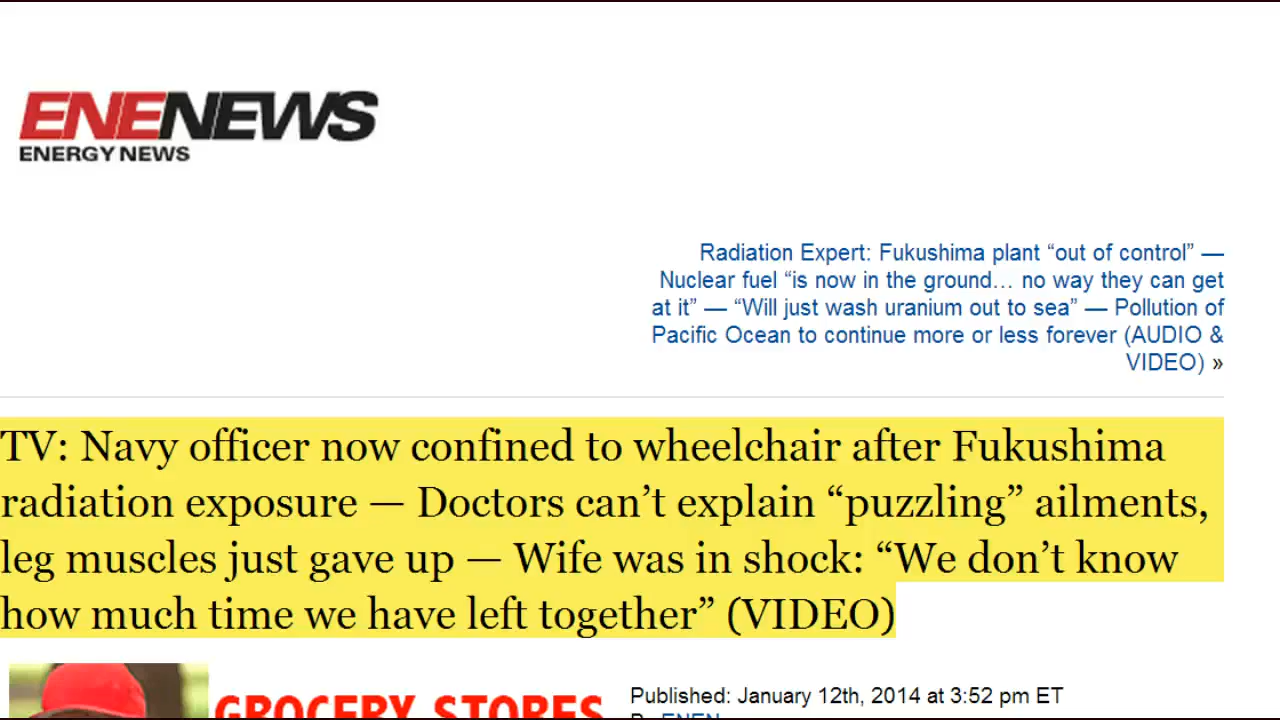 ENENEWS
ENERGY NEWS
Radiation Expert: Fukushima plant “out of control” —
Nuclear fuel “is now in the ground… no way they can get
at it” — “Will just wash uranium out to sea” — Pollution of
Pacific Ocean to continue more or less forever (AUDIO &
VIDEO) »
TV: Navy officer now confined to wheelchair after Fukushima
radiation exposure — Doctors can’t explain “puzzling” ailments,
leg muscles just gave up — Wife was in shock: “We don’t know
how much time we have left together” (VIDEO)
GROCERY STORES
Published: January 12th, 2014 at 3:52 pm ET